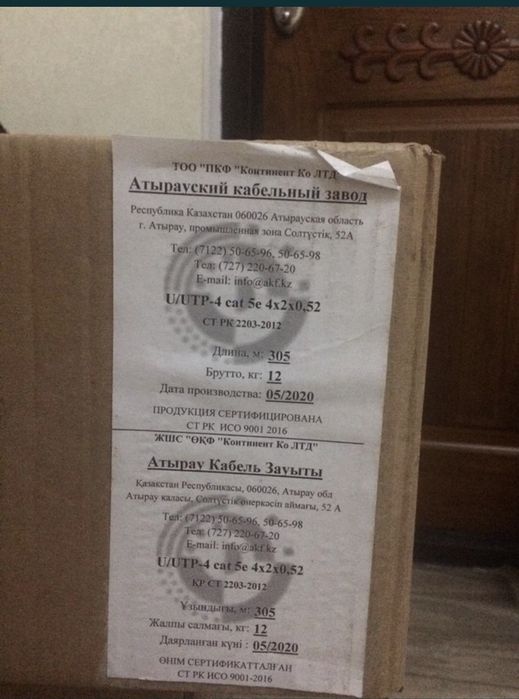 ТОО "ПКФ "Континент Ко ЛТД
Атырауский кабельный завод
Республика Казахстан 060026 Атырауская область
г. Атырау, промышленная зона Солтүстік, 52А
Тел: (7122) 50-65-96, 50-65-98
Тел: (727) 220-67-20
E-mail: info@akf.kz
U/UTP-4 cat 5e 4x2x0,52
СТ РК 2203-2012
Длина, м: 305
Брутто, кг: 12
Дата производства: 05/2020
ПРОДУКЦИЯ СЕРТИФИЦИРОВАНА
СТ РК ИСО 9001 2016
ЖШС "ӨҚФ "Континент Ко ЛТД"
Атырау Кабель Зауыты
Қазақстан Республикасы, 060026, Атырау обл
Атырау қаласы, Солтүстік өнеркәсіп аймағы, 52 А
Тел: (7122) 50-65-96, 50-65-98
Тел: (727) 220-67-20
E-mail: info@akf.kz
U/UTP-4 cat 5e 4x2x0,52
ҚР СТ 2203-2012
Ұзындығы, м: 305
Жалпы салмағы, кг: 12
Даярланған күні : 05/2020
ӨНІМ СЕРТИФИКАТТАЛҒАН
СТ РК ИСО 9001-2016